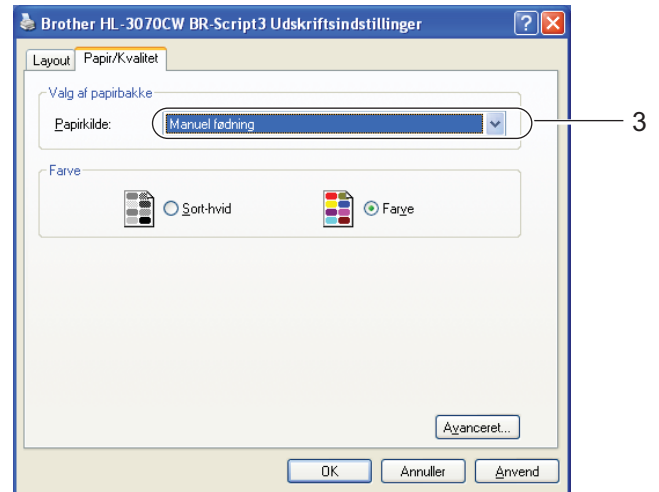 Brother HL-3070CW BR-Script3 Udskriftsindstillinger
Layout Papir/Kvalitet
Valg af papirbakke
Papirkilde: Manuel fødning 3
Farve
Sort-hvid Farve
Avanceret...
OK Annuller Anvend